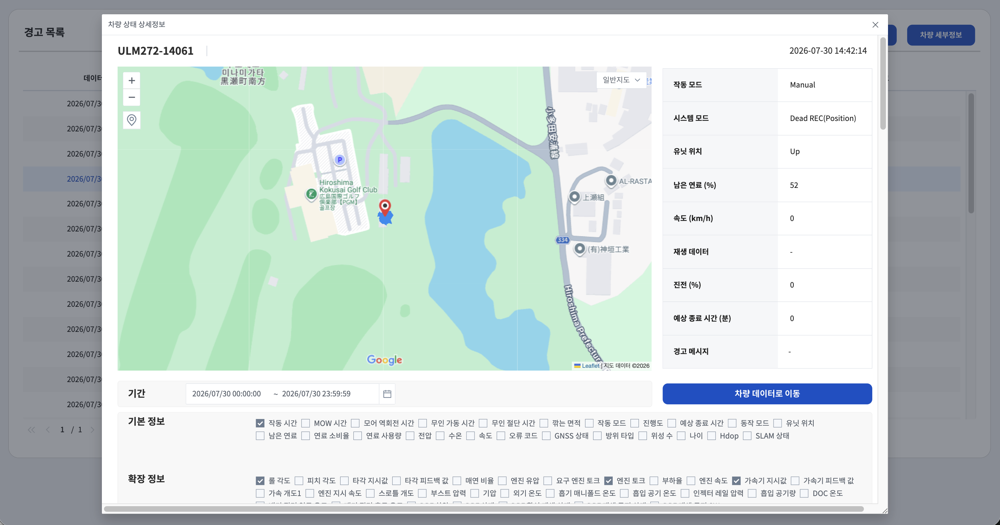 경고 목록
차량 세부정보
차량 상태 상세정보
ULM272-14061
2026-07-30 14:42:14
데이터
2026/07/30
2026/07/30
2026/07/30
2026/07/30
2026/07/30
2026/07/30
2026/07/30
2026/07/30
2026/07/30
2026/07/30
2026/07/30
2026/07/30
2026/07/30
1 / 1
+
−
미나미가타
黒瀬町南方
일반지도
小多田安浦線
P
Hiroshima
Kokusai Golf Club
広島国際ゴルフ
倶楽部【PGM】
골프장
AL-RASTA
上瀬組
334
(有)神垣工業
Hiroshima Prefectur
Google
Leaflet | 지도 데이터 ©2026
작동 모드 Manual
시스템 모드 Dead REC(Position)
유닛 위치 Up
남은 연료 (%) 52
속도 (km/h) 0
재생 데이터 -
진전 (%) 0
예상 종료 시간 (분) 0
경고 메시지 -
기간 2026/07/30 00:00:00 ~ 2026/07/30 23:59:59
차량 데이터로 이동
기본 정보
작동 시간 MOW 시간 모어 역회전 시간 무인 가동 시간 무인 절단 시간 깎는 면적 작동 모드 진행도 예상 종료 시간 동작 모드 유닛 위치
남은 연료 연료 소비율 연료 사용량 전압 수온 속도 오류 코드 GNSS 상태 방위 타입 위성 수 나이 Hdop SLAM 상태
확장 정보
롤 각도 피치 각도 타각 지시값 타각 피드백 값 매연 비율 엔진 유압 요구 엔진 토크 엔진 토크 부하율 엔진 속도 가속기 지시값 가속기 피드백 값
가속 개도1 엔진 지시 속도 스로틀 개도 부스트 압력 기압 외기 온도 흡기 매니폴드 온도 흡입 공기 온도 인젝터 레일 압력 흡입 공기량 DOC 온도